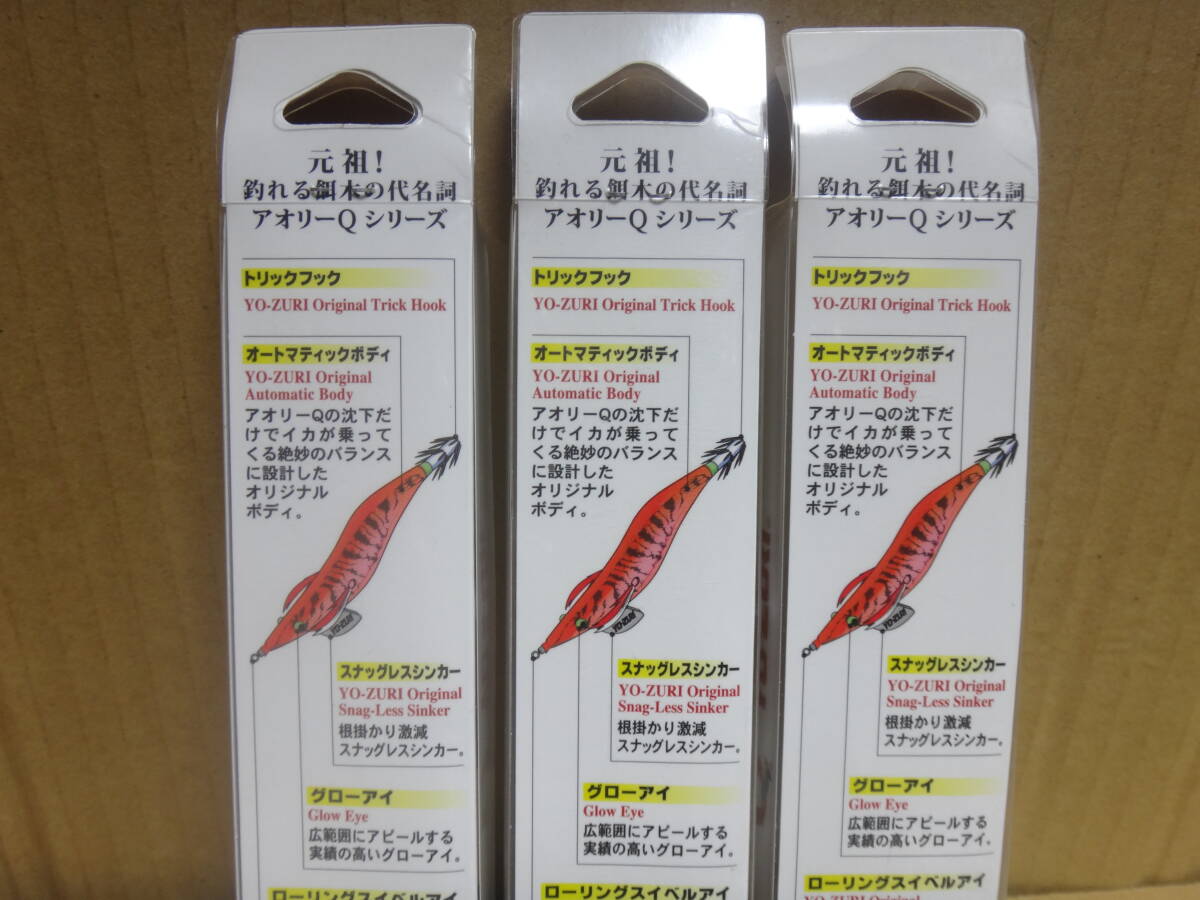 元祖!
釣れる餌木の代名詞
アオリーQ シリーズ
トリックフック
YO-ZURI Original Trick Hook
オートマティックボディ
YO-ZURI Original
Automatic Body
アオリーQの沈下だ
けでイカが乗って
くる絶妙のバランス
に設計した
オリジナル
ボディ。
YO-ZURI
スナッグレスシンカー
YO-ZURI Original
Snag-Less Sinker
根掛かり激減
スナッグレスシンカー。
グローアイ
Glow Eye
広範囲にアピールする
実績の高いグローアイ。
ローリングスイベルアイ
元祖!
釣れる餌木の代名詞
アオリーQ シリーズ
トリックフック
YO-ZURI Original Trick Hook
オートマティックボディ
YO-ZURI Original
Automatic Body
アオリーQの沈下だ
けでイカが乗って
くる絶妙のバランス
に設計した
オリジナル
ボディ。
YO-ZURI
スナッグレスシンカー
YO-ZURI Original
Snag-Less Sinker
根掛かり激減
スナッグレスシンカー。
グローアイ
Glow Eye
広範囲にアピールする
実績の高いグローアイ。
ローリングスイベルアイ
元祖!
釣れる餌木の代名詞
アオリーQ シリーズ
トリックフック
YO-ZURI Original Trick Hook
オートマティックボディ
YO-ZURI Original
Automatic Body
アオリーQの沈下だ
けでイカが乗って
くる絶妙のバランス
に設計した
オリジナル
ボディ。
YO-ZURI
スナッグレスシンカー
YO-ZURI Original
Snag-Less Sinker
根掛かり激減
スナッグレスシンカー。
グローアイ
Glow Eye
広範囲にアピールする
実績の高いグローアイ。
ローリングスイベルアイ
YO-ZURI Original